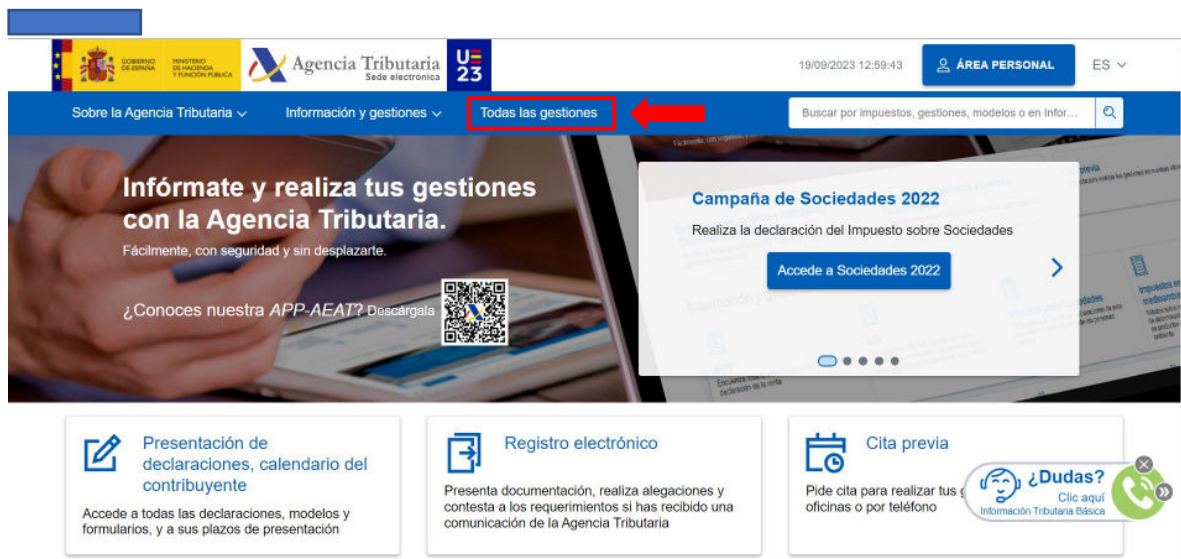 GOBIERNO
DE ESPAÑA
MINISTERIO
DE HACIENDA
Y FUNCIÓN PÚBLICA
Agencia Tributaria
Sede electrónica
UE
23
19/09/2023 12:59:43
ÁREA PERSONAL
ES
Sobre la Agencia Tributaria
Información y gestiones
Todas las gestiones
Buscar por impuestos, gestiones, modelos o en Infor...
Infórmate y realiza tus gestiones
con la Agencia Tributaria.
Fácilmente, con seguridad y sin desplazarte.
¿Conoces nuestra APP-AEAT? Descárgala
Campaña de Sociedades 2022
Realiza la declaración del Impuesto sobre Sociedades
Accede a Sociedades 2022
Presentación de
declaraciones, calendario del
contribuyente
Accede a todas las declaraciones, modelos y
formularios, y a sus plazos de presentación
Registro electrónico
Presenta documentación, realiza alegaciones y
contesta a los requerimientos si has recibido una
comunicación de la Agencia Tributaria
Cita previa
Pide cita para realizar tus g
oficinas o por teléfono
¿Dudas?
Clic aquí
Información Tributaria Básica